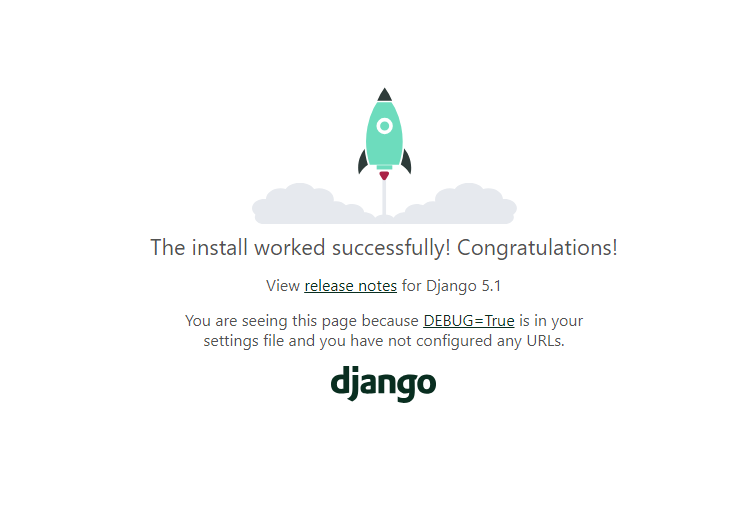 The install worked successfully! Congratulations!
View release notes for Django 5.1
You are seeing this page because DEBUG=True is in your
settings file and you have not configured any URLs.
django